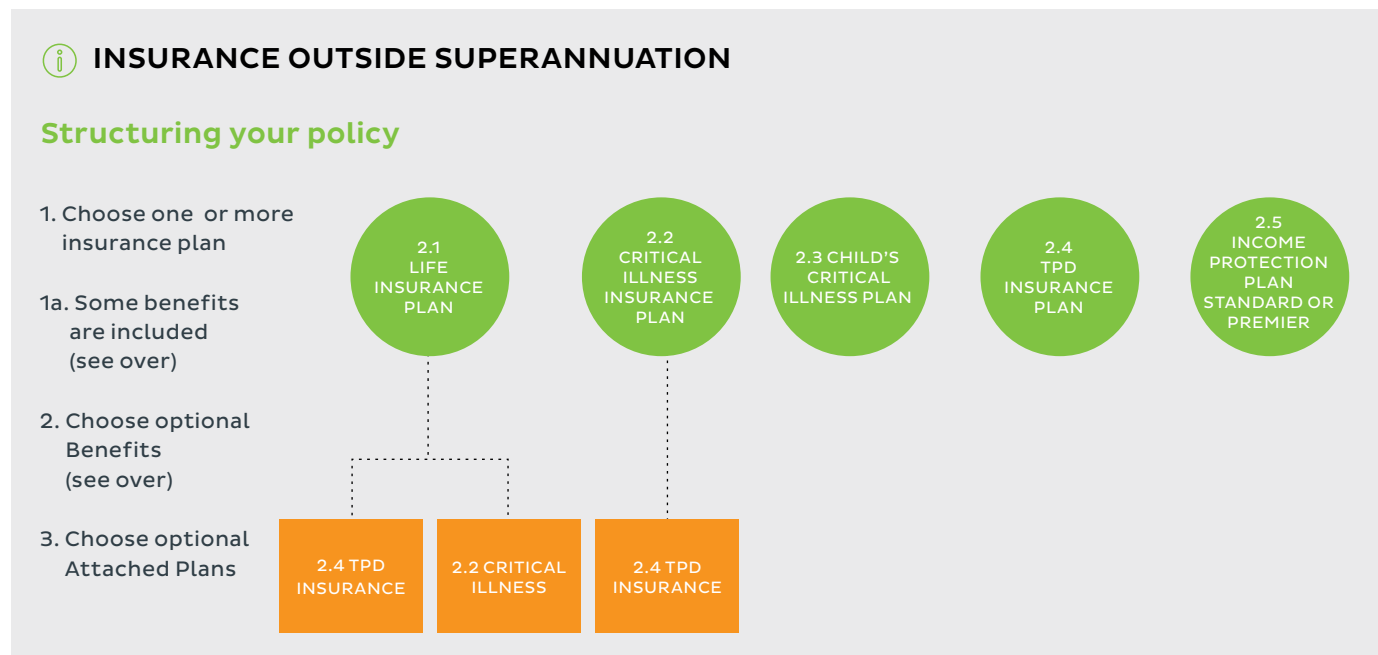 INSURANCE OUTSIDE SUPERANNUATION
Structuring your policy
1. Choose one or more
insurance plan
1a. Some benefits
are included
(see over)
2. Choose optional
Benefits
(see over)
3. Choose optional
Attached Plans
2.1
LIFE
INSURANCE
PLAN
2.2
CRITICAL
ILLNESS
INSURANCE
PLAN
2.3 CHILD'S
CRITICAL
ILLNESS PLAN
2.4
TPD
INSURANCE
PLAN
2.5
INCOME
PROTECTION
PLAN
STANDARD OR
PREMIER
2.4 TPD
INSURANCE
2.2 CRITICAL
ILLNESS
2.4 TPD
INSURANCE